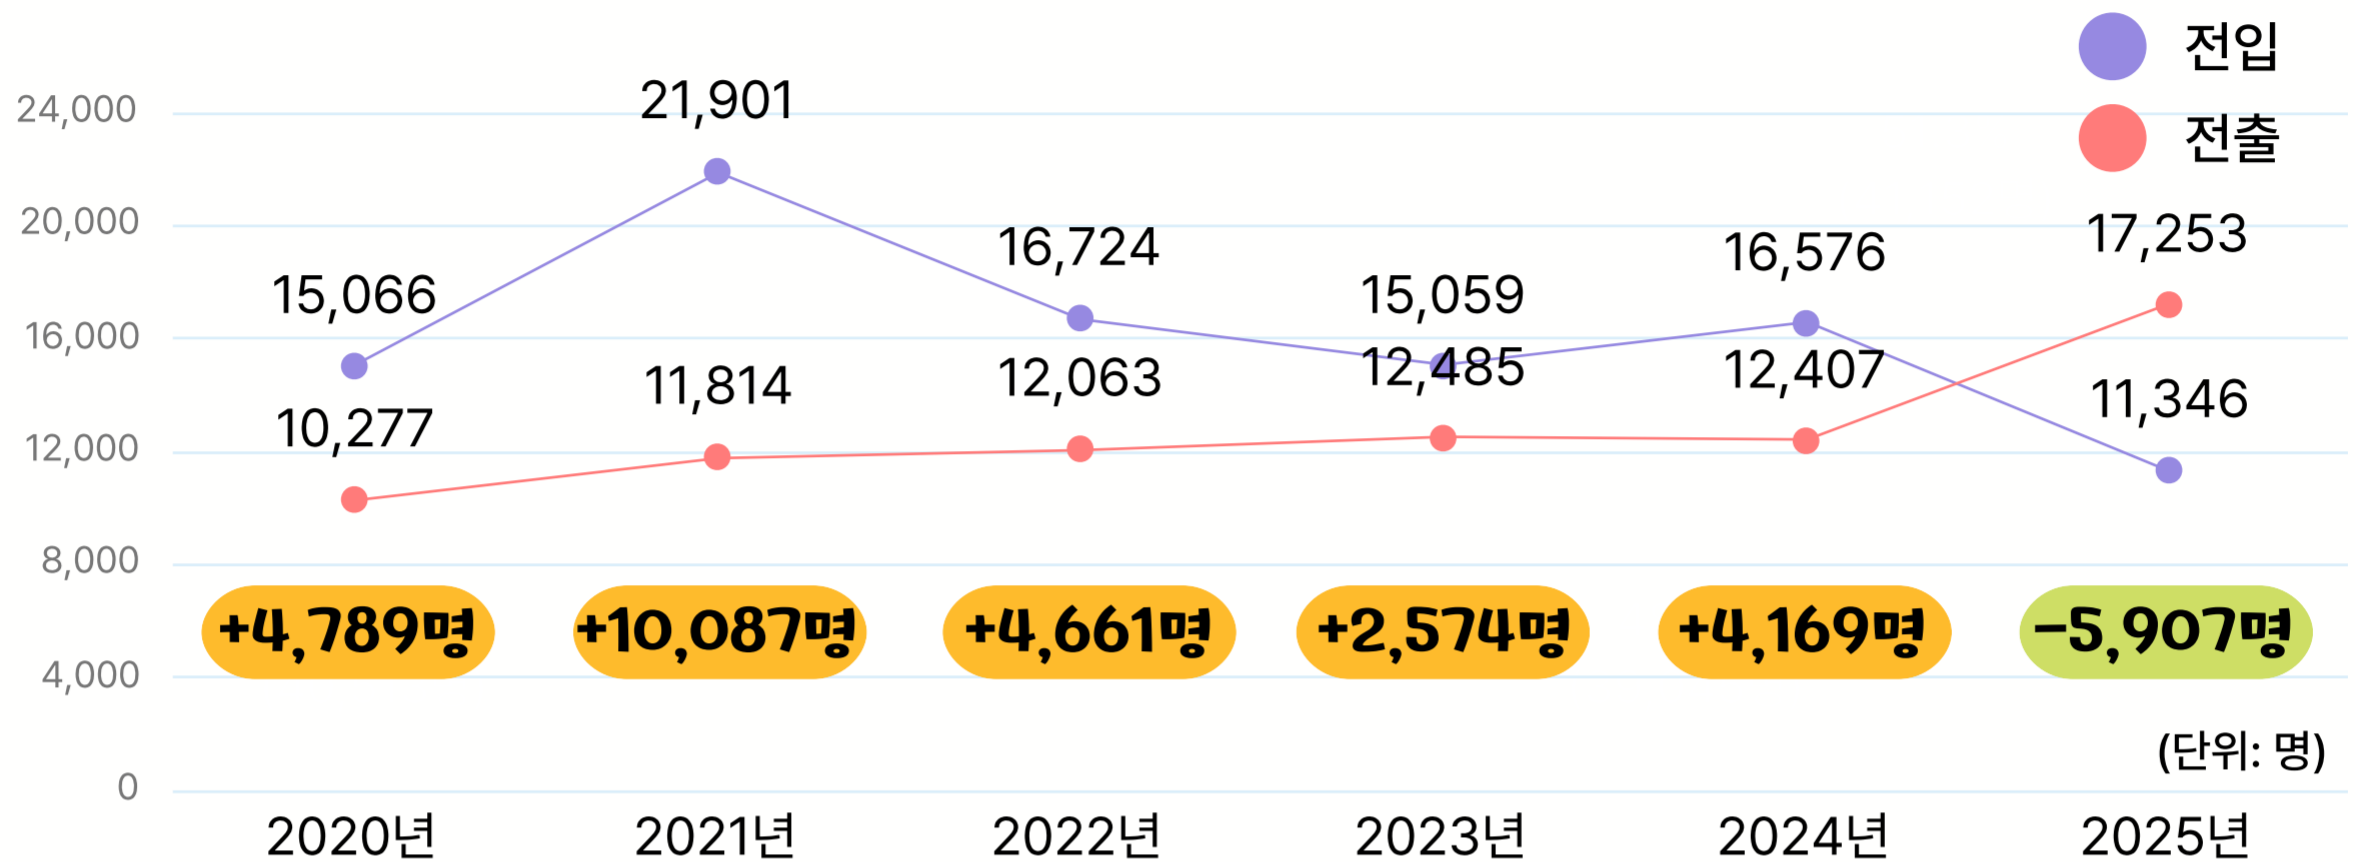 전입
전출
24,000
20,000
16,000
12,000
8,000
4,000
0
15,066
21,901
16,724
15,059
16,576
11,346
10,277
11,814
12,063
12,485
12,407
17,253
+4,789명
+10,087명
+4,661명
+2,574명
+4,169명
-5,907명
(단위: 명)
2020년
2021년
2022년
2023년
2024년
2025년